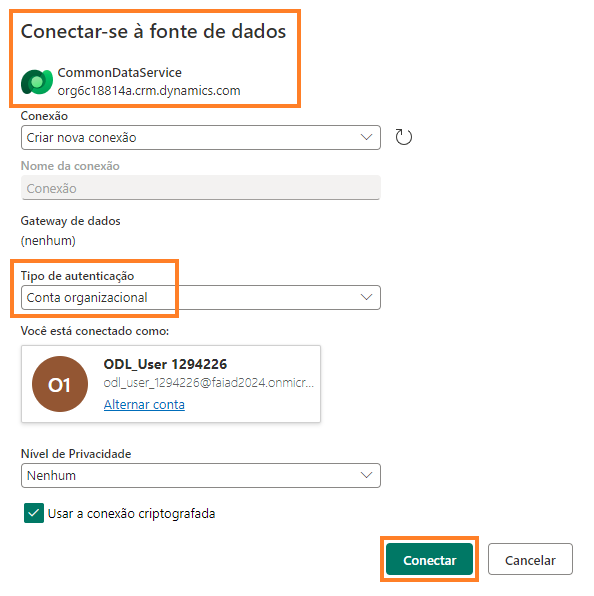 Conectar-se à fonte de dados
CommonDataService
org6c18814a.crm.dynamics.com
Conexão
Criar nova conexão
Nome da conexão
Conexão
Gateway de dados
(nenhum)
Tipo de autenticação
Conta organizacional
Você está conectado como:
O1
ODL_User 1294226
odl_user_1294226@faiad2024.onmicr...
Alternar conta
Nível de Privacidade
Nenhum
Usar a conexão criptografada
Conectar
Cancelar